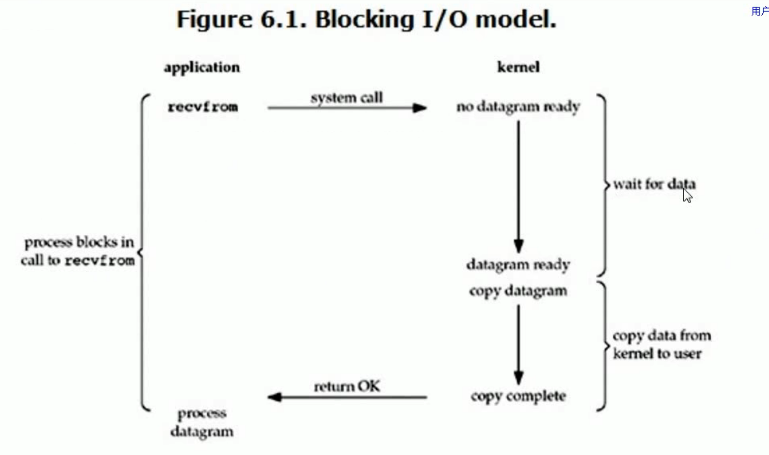 Figure 6.1. Blocking I/O model.
用户
application
kernel
recvfrom
system call
no datagram ready
wait for data
process blocks in
call to recvfrom
datagram ready
copy datagram
copy data from
kernel to user
return OK
copy complete
process
datagram